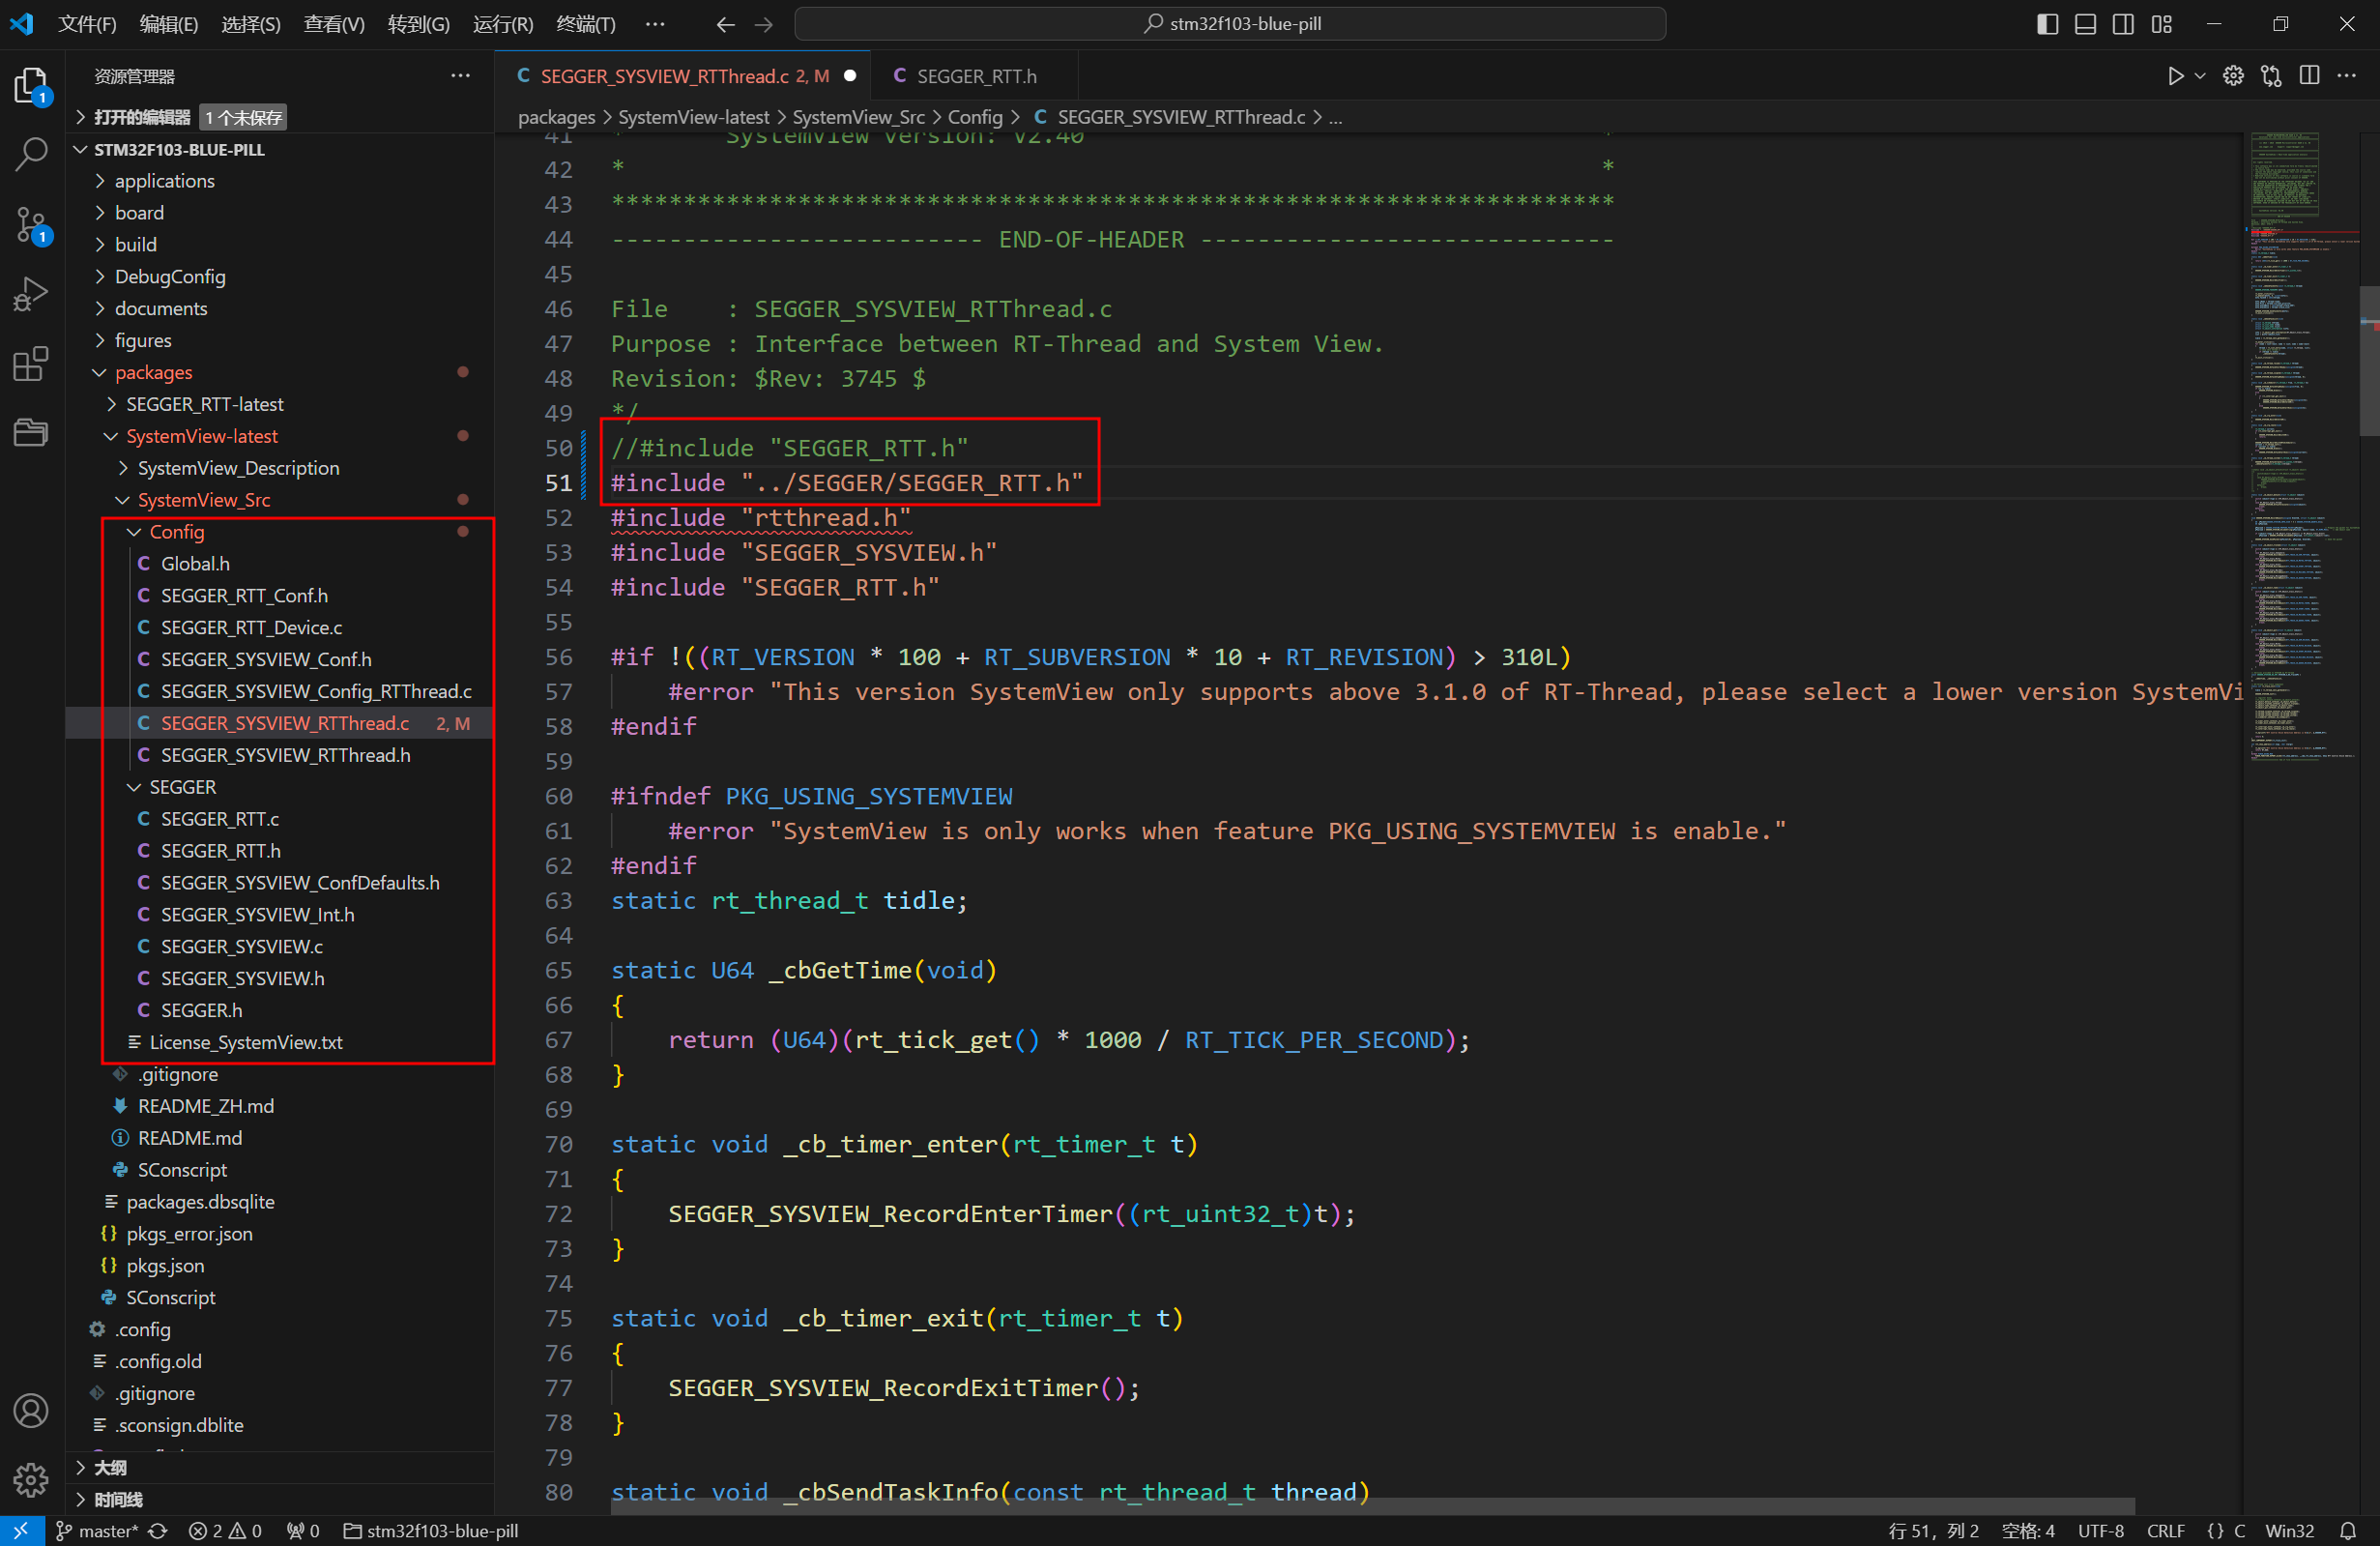 文件(F) 编辑(E) 选择(S) 查看(V) 转到(G) 运行(R) 终端(T) ··· stm32f103-blue-pill
资源管理器 ···
打开的编辑器 1 个未保存
STM32F103-BLUE-PILL
applications
board
build
DebugConfig
documents
figures
packages
SEGGER_RTT-latest
SystemView-latest
SystemView_Description
SystemView_Src
Config
Global.h
SEGGER_RTT_Conf.h
SEGGER_RTT_Device.c
SEGGER_SYSVIEW_Conf.h
SEGGER_SYSVIEW_Config_RTThread.c
SEGGER_SYSVIEW_RTThread.c 2, M
SEGGER_SYSVIEW_RTThread.h
SEGGER
SEGGER_RTT.c
SEGGER_RTT.h
SEGGER_SYSVIEW_ConfDefaults.h
SEGGER_SYSVIEW_Int.h
SEGGER_SYSVIEW.c
SEGGER_SYSVIEW.h
SEGGER.h
License_SystemView.txt
.gitignore
README_ZH.md
README.md
SConscript
packages.dbsqlite
pkgs_error.json
pkgs.json
SConscript
.config
.config.old
.gitignore
.sconsign.dblite
大纲
时间线
SEGGER_SYSVIEW_RTThread.c 2, M SEGGER_RTT.h
packages > SystemView-latest > SystemView_Src > Config > SEGGER_SYSVIEW_RTThread.c > ...
41 * SystemView version: V2.40 *
42 * *
43 **********************************************************************
44 -------------------------- END-OF-HEADER -----------------------------
45
46 File : SEGGER_SYSVIEW_RTThread.c
47 Purpose : Interface between RT-Thread and System View.
48 Revision: $Rev: 3745 $
49 */
50 //#include "SEGGER_RTT.h"
51 #include "../SEGGER/SEGGER_RTT.h"
52 #include "rtthread.h"
53 #include "SEGGER_SYSVIEW.h"
54 #include "SEGGER_RTT.h"
55
56 #if !((RT_VERSION * 100 + RT_SUBVERSION * 10 + RT_REVISION) > 310L)
57 #error "This version SystemView only supports above 3.1.0 of RT-Thread, please select a lower version SystemVi
58 #endif
59
60 #ifndef PKG_USING_SYSTEMVIEW
61 #error "SystemView is only works when feature PKG_USING_SYSTEMVIEW is enable."
62 #endif
63 static rt_thread_t tidle;
64
65 static U64 _cbGetTime(void)
66 {
67 return (U64)(rt_tick_get() * 1000 / RT_TICK_PER_SECOND);
68 }
69
70 static void _cb_timer_enter(rt_timer_t t)
71 {
72 SEGGER_SYSVIEW_RecordEnterTimer((rt_uint32_t)t);
73 }
74
75 static void _cb_timer_exit(rt_timer_t t)
76 {
77 SEGGER_SYSVIEW_RecordExitTimer();
78 }
79
80 static void _cbSendTaskInfo(const rt_thread_t thread)
master* 2 0 0 stm32f103-blue-pill 行 51，列 2 空格: 4 UTF-8 CRLF {} C Win32